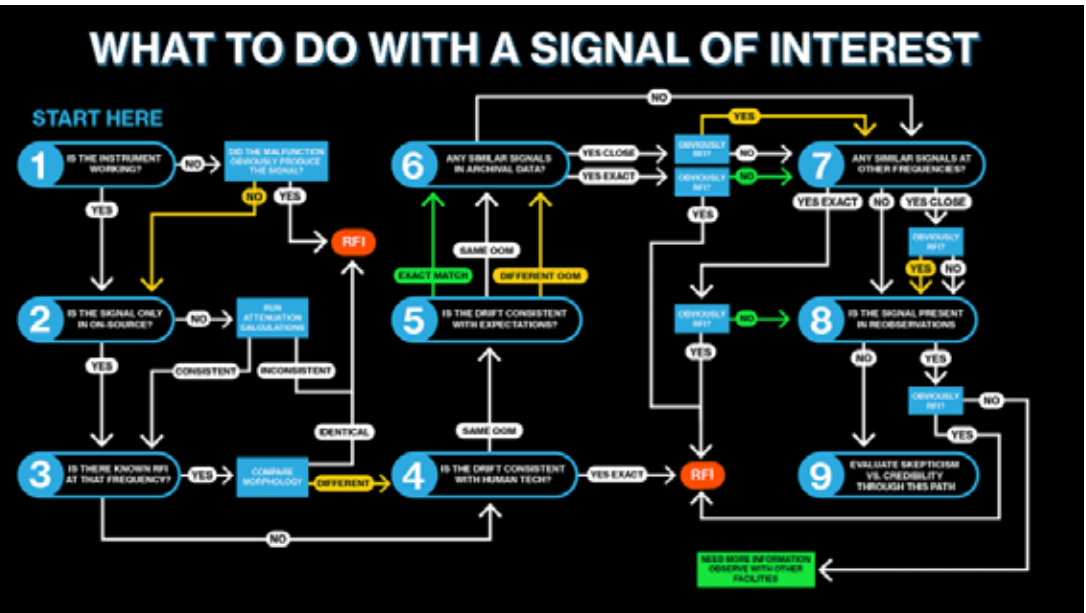 WHAT TO DO WITH A SIGNAL OF INTEREST
START HERE
1
IS THE INSTRUMENT
WORKING?
NO
DID THE MALFUNCTION
OBVIOUSLY PRODUCE
THE SIGNAL?
YES
NO
YES
RFI
2
IS THE SIGNAL ONLY
IN ON-SOURCE?
NO
RUN
ATTENUATION
CALCULATIONS
YES
CONSISTENT
INCONSISTENT
3
IS THERE KNOWN RFI
AT THAT FREQUENCY?
YES
COMPARE
MORPHOLOGY
IDENTICAL
DIFFERENT
NO
4
IS THE DRIFT CONSISTENT
WITH HUMAN TECH?
YES EXACT
RFI
SAME OOM
5
IS THE DRIFT CONSISTENT
WITH EXPECTATIONS?
EXACT MATCH
SAME OOM
DIFFERENT OOM
6
ANY SIMILAR SIGNALS
IN ARCHIVAL DATA?
NO
YES CLOSE
YES EXACT
OBVIOUSLY
RFI?
YES
NO
OBVIOUSLY
RFI?
NO
YES
7
ANY SIMILAR SIGNALS AT
OTHER FREQUENCIES?
YES EXACT
NO
YES CLOSE
OBVIOUSLY
RFI?
YES
NO
OBVIOUSLY
RFI?
NO
YES
8
IS THE SIGNAL PRESENT
IN REOBSERVATIONS
NO
YES
OBVIOUSLY
RFI?
NO
YES
9
EVALUATE SKEPTICISM
VS. CREDIBILITY
THROUGH THIS PATH
NEED MORE INFORMATION
OBSERVE WITH OTHER
FACILITIES